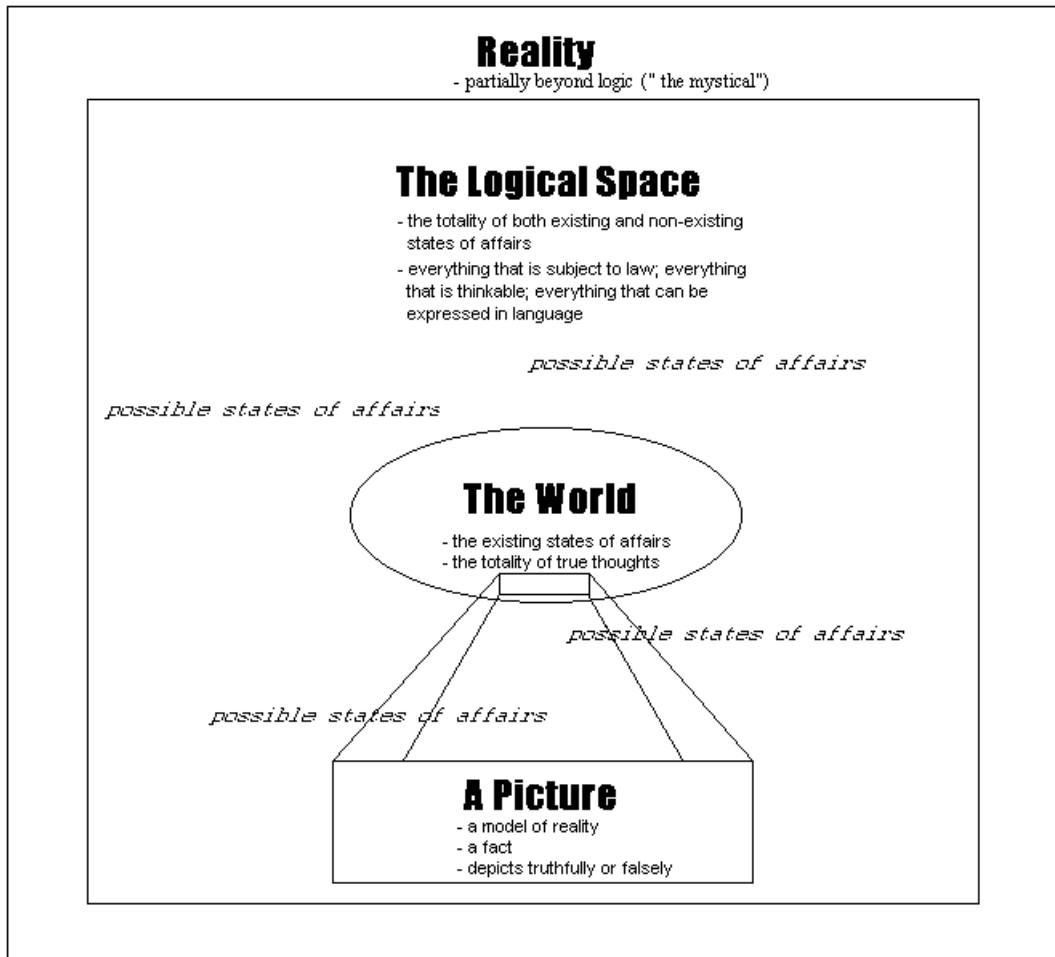 Reality
- partially beyond logic (" the mystical")
The Logical Space
- the totality of both existing and non-existing
states of affairs
- everything that is subject to law; everything
that is thinkable; everything that can be
expressed in language
possible states of affairs
possible states of affairs
The World
- the existing states of affairs
- the totality of true thoughts
possible states of affairs
possible states of affairs
A Picture
- a model of reality
- a fact
- depicts truthfully or falsely